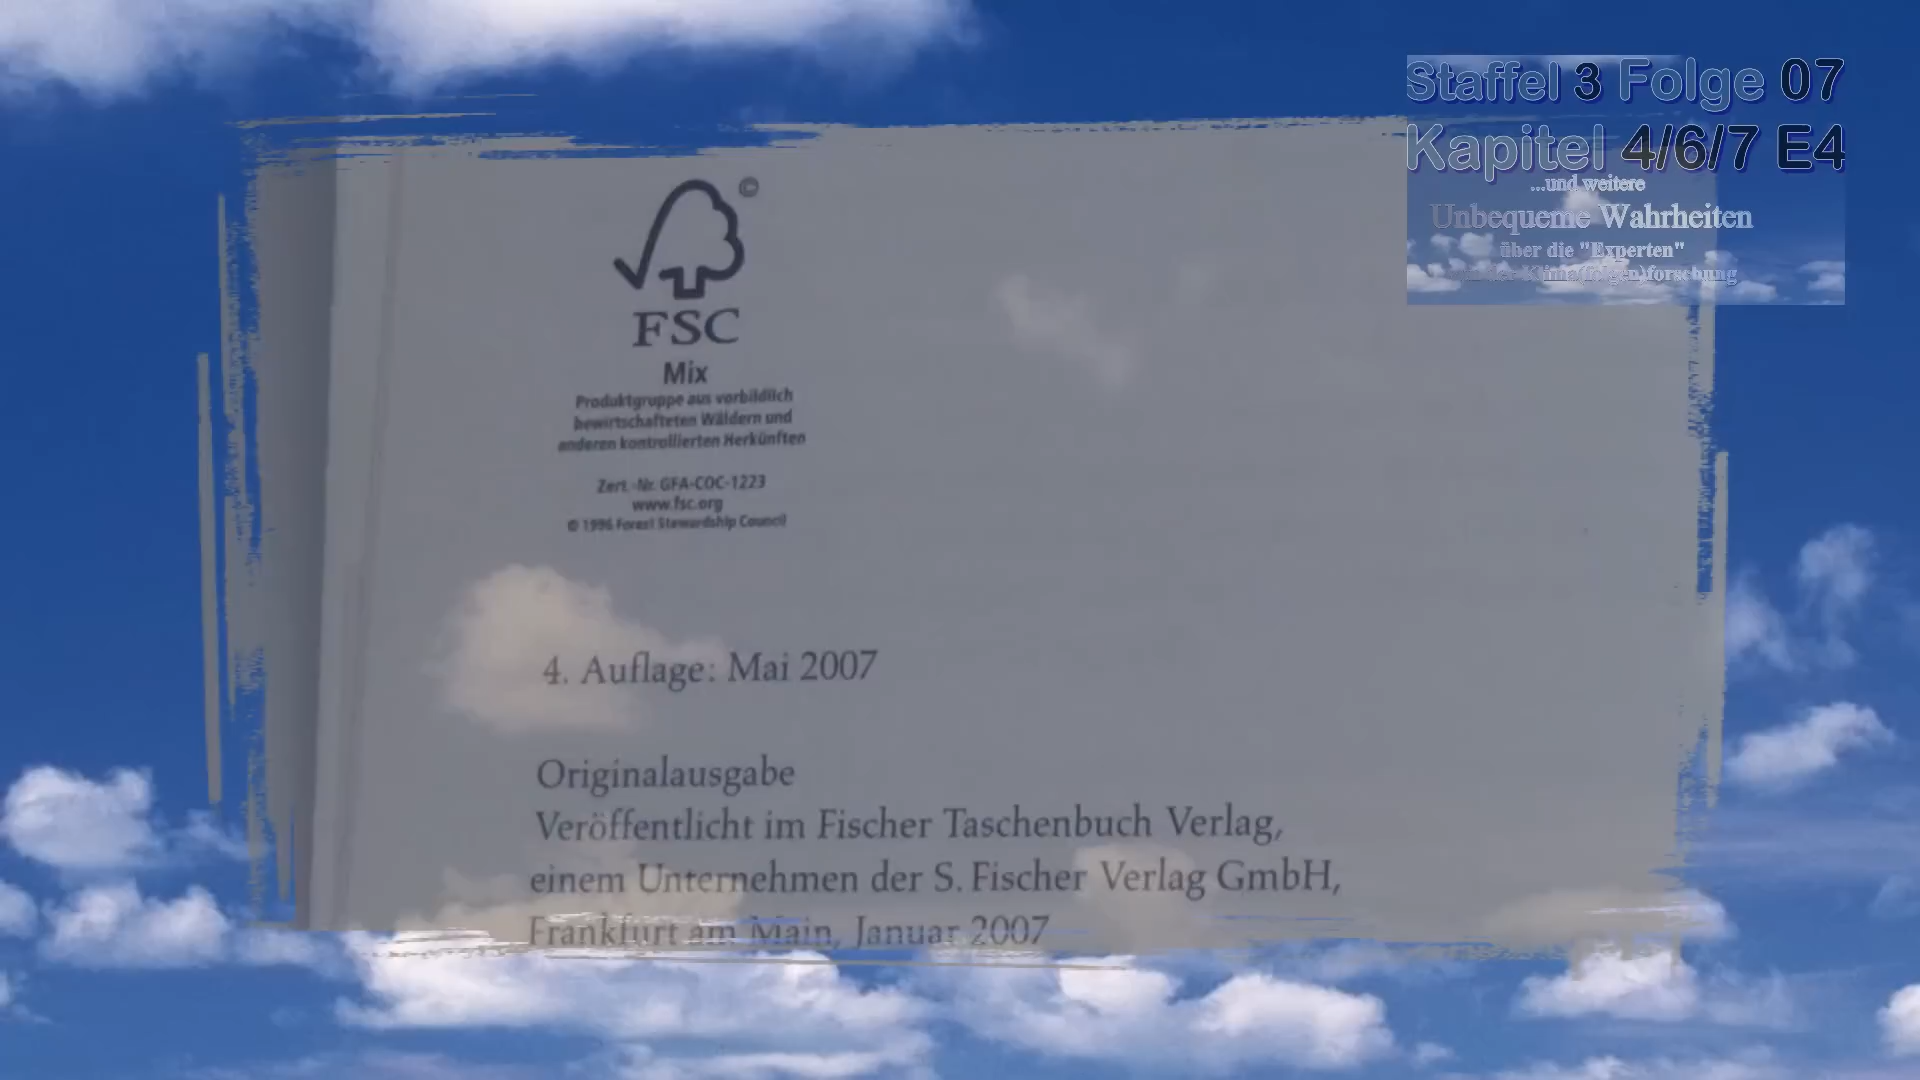 Staffel 3 Folge 07
Kapitel 4/6/7 E4
...und weitere
Unbequeme Wahrheiten
über die "Experten"
Klima(folgen)forschung
©
FSC
Mix
Produktgruppe aus vorbildlich
bewirtschafteten Wäldern und
anderen kontrollierten Herkünften
Zert.-Nr. GFA-COC-1223
www.fsc.org
© 1996 Forest Stewardship Council
4. Auflage: Mai 2007
Originalausgabe
Veröffentlicht im Fischer Taschenbuch Verlag,
einem Unternehmen der S. Fischer Verlag GmbH,
Frankfurt am Main, Januar 2007